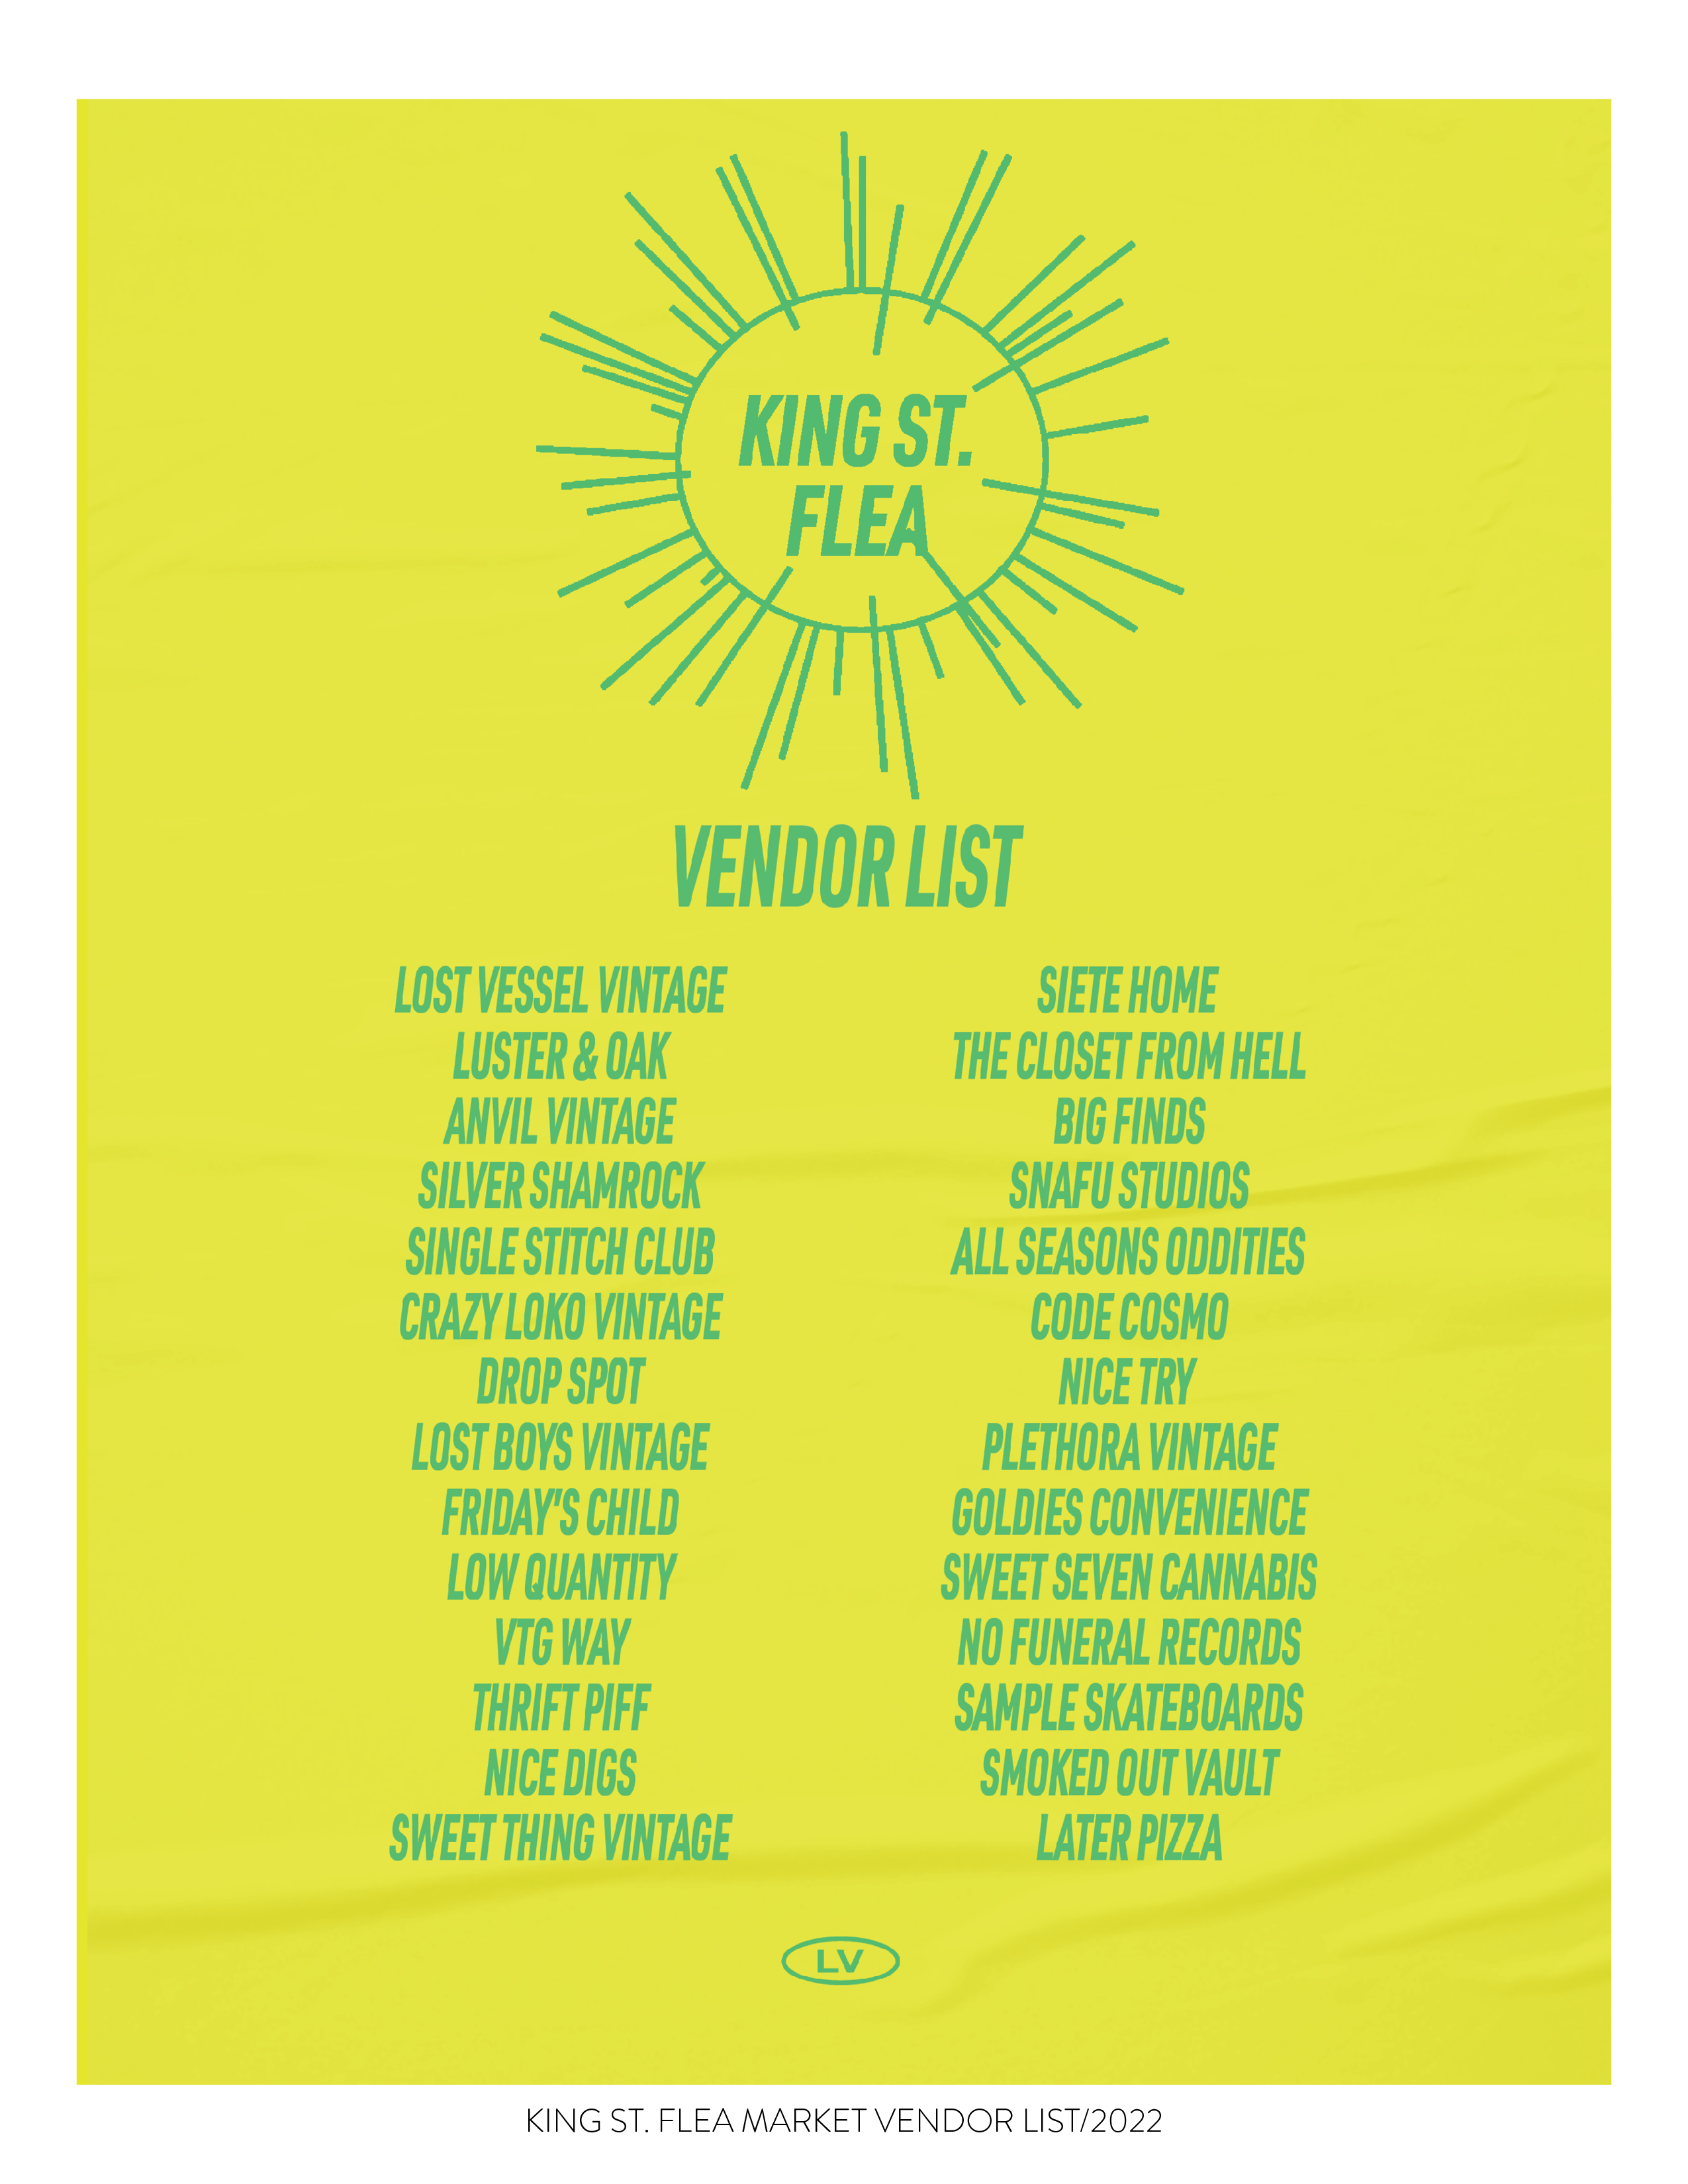 KING ST.
FLEA
VENDOR LIST
LOST VESSEL VINTAGE
LUSTER & OAK
ANVIL VINTAGE
SILVER SHAMROCK
SINGLE STITCH CLUB
CRAZY LOKO VINTAGE
DROP SPOT
LOST BOYS VINTAGE
FRIDAY'S CHILD
LOW QUANTITY
VTG WAY
THRIFT PIFF
NICE DIGS
SWEET THING VINTAGE
SIETE HOME
THE CLOSET FROM HELL
BIG FINDS
SNAFU STUDIOS
ALL SEASONS ODDITIES
CODE COSMO
NICE TRY
PLETHORA VINTAGE
GOLDIES CONVENIENCE
SWEET SEVEN CANNABIS
NO FUNERAL RECORDS
SAMPLE SKATEBOARDS
SMOKED OUT VAULT
LATER PIZZA
LV
KING ST. FLEA MARKET VENDOR LIST/2022